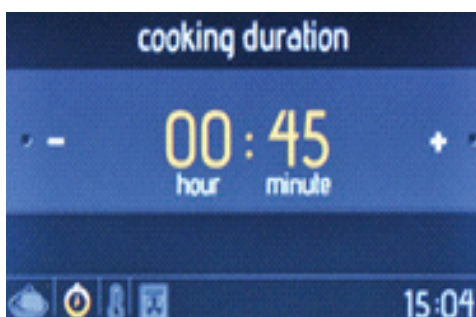 cooking duration
- 00 : 45 +
hour minute
15:04